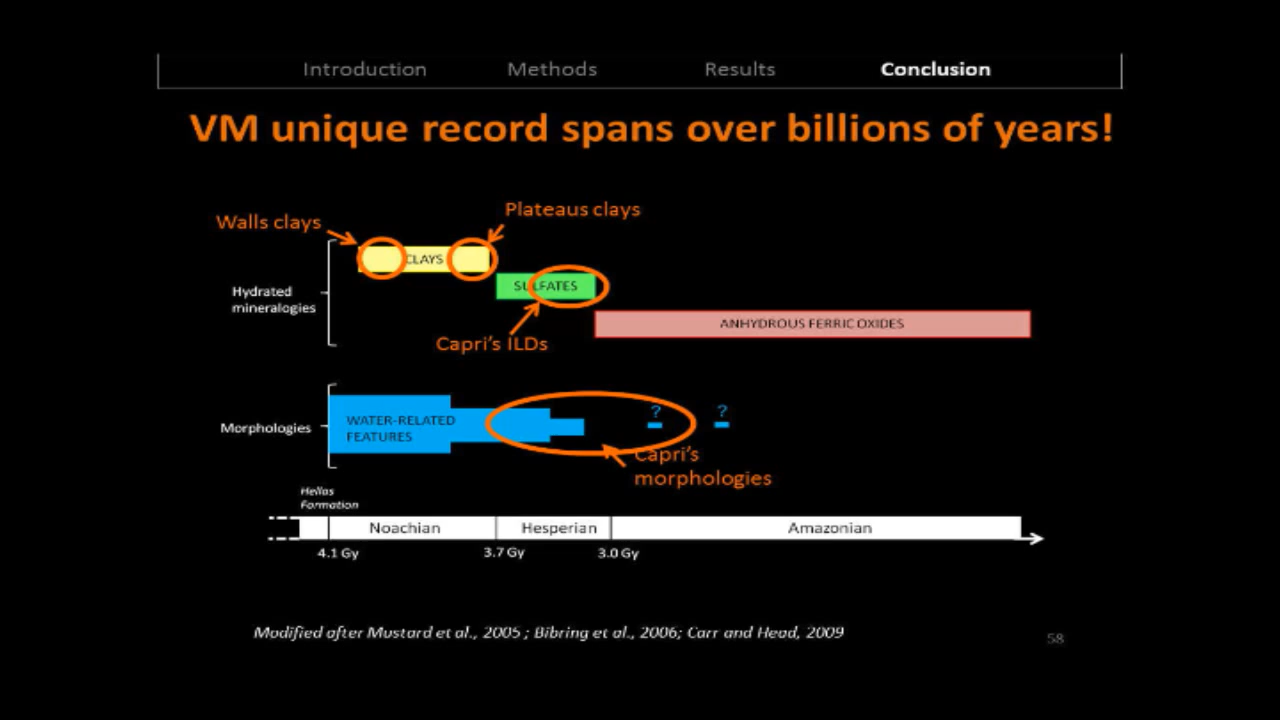 Introduction Methods Results Conclusion
VM unique record spans over billions of years!
Plateaus clays
Walls clays
CLAYS
SULFATES
Hydrated
mineralogies
ANHYDROUS FERRIC OXIDES
Capri's ILDs
? ?
WATER-RELATED
FEATURES
Morphologies
Capri's
morphologies
Hellas
Formation
Noachian Hesperian Amazonian
4.1 Gy 3.7 Gy 3.0 Gy
Modified after Mustard et al., 2005 ; Bibring et al., 2006; Carr and Head, 2009
58